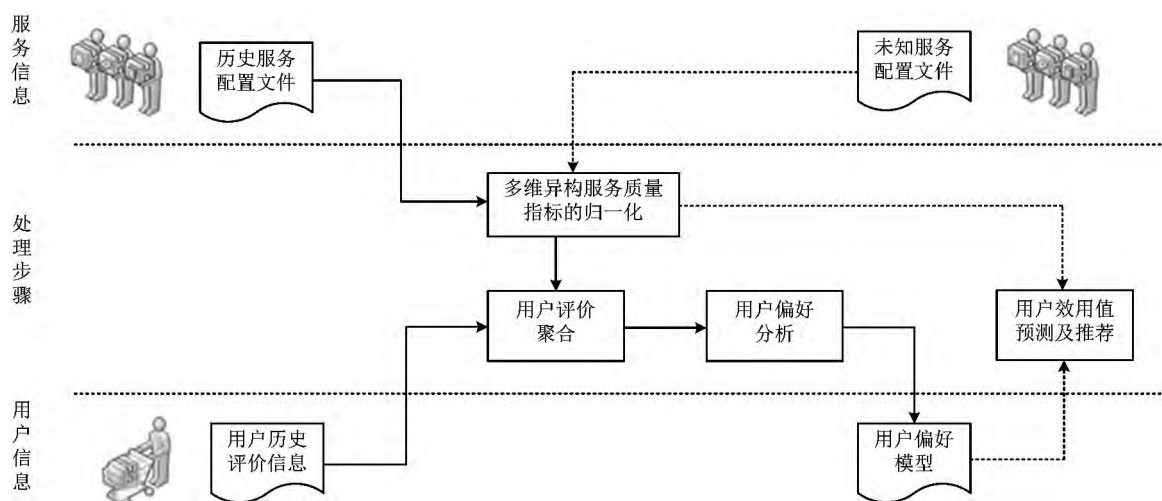 服务信息
历史服务
配置文件
未知服务
配置文件
处理步骤
多维异构服务质量
指标的归一化
用户评价
聚合
用户偏好
分析
用户效用值
预测及推荐
用户信息
用户历史
评价信息
用户偏好
模型